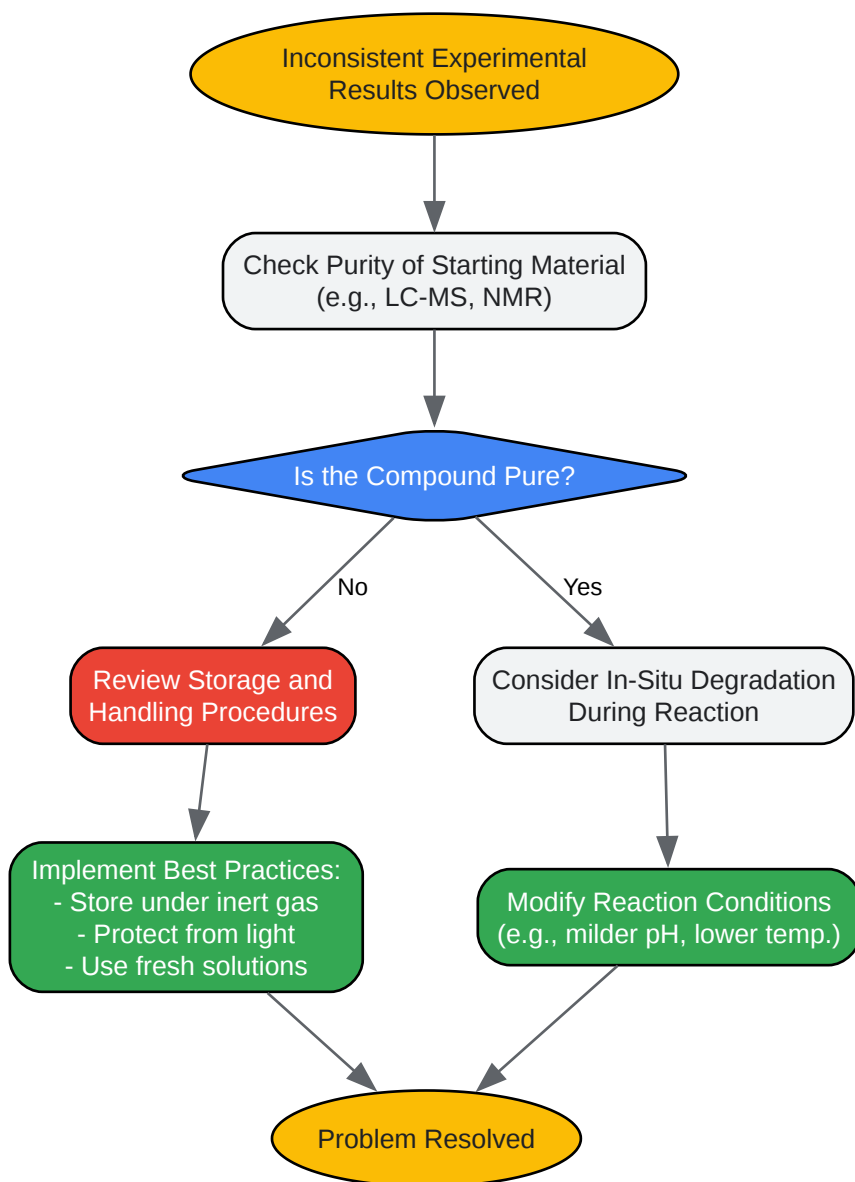 Inconsistent Experimental
Results Observed
Check Purity of Starting Material
(e.g., LC-MS, NMR)
Is the Compound Pure?
No
Yes
Review Storage and
Handling Procedures
Consider In-Situ Degradation
During Reaction
Implement Best Practices:
- Store under inert gas
- Protect from light
- Use fresh solutions
Modify Reaction Conditions
(e.g., milder pH, lower temp.)
Problem Resolved